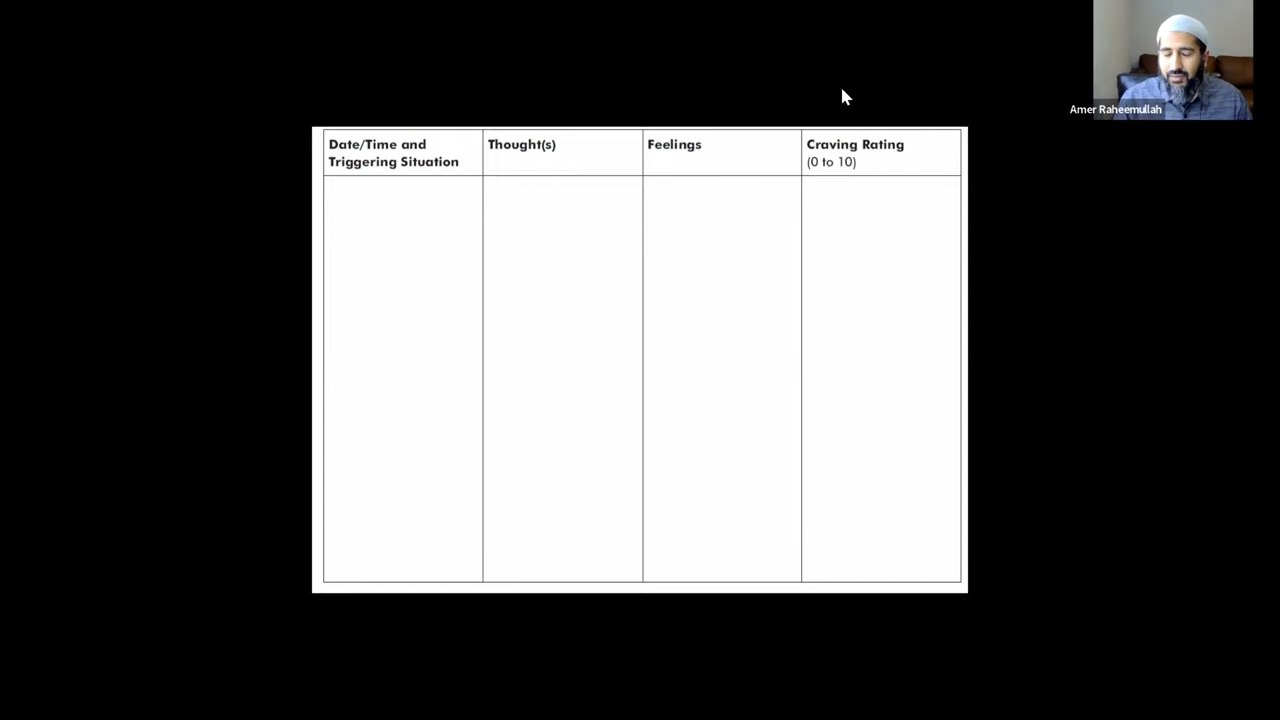 Amer Raheemullah
Date/Time and
Triggering Situation
Thought(s)
Feelings
Craving Rating
(0 to 10)